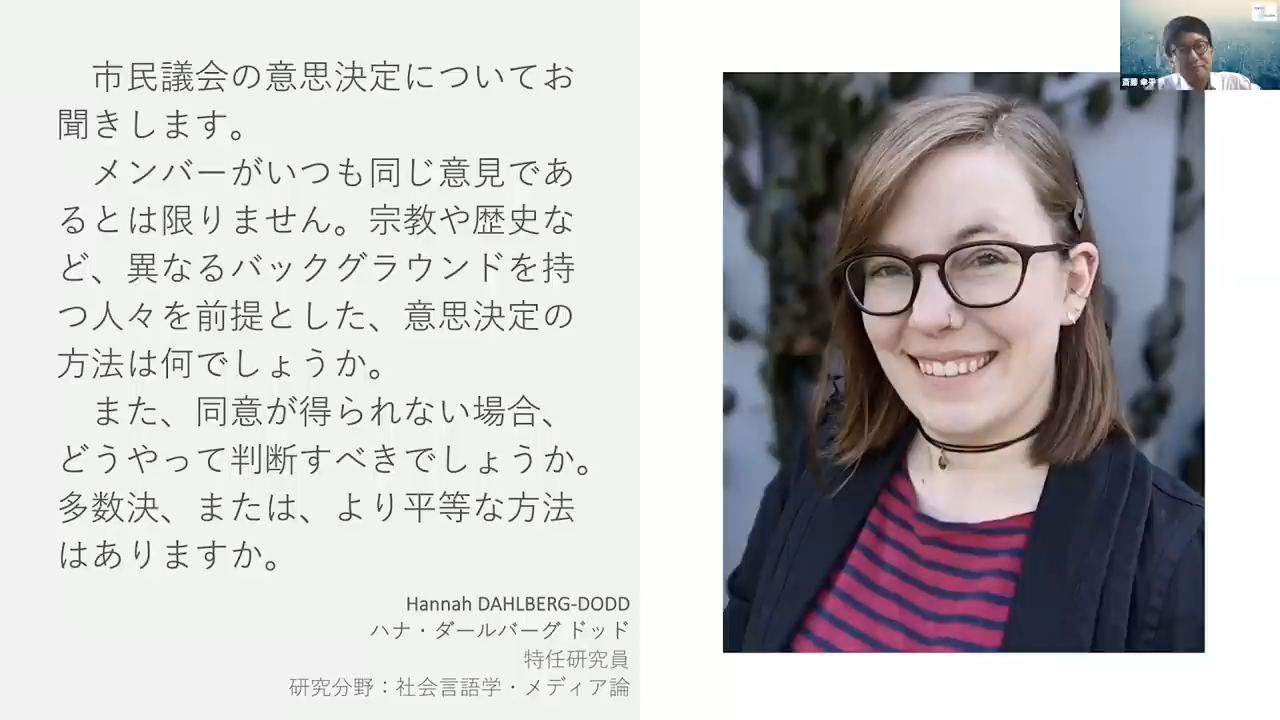 市民議会の意思決定についてお
聞きします。
メンバーがいつも同じ意見であ
るとは限りません。宗教や歴史な
ど、異なるバックグラウンドを持
つ人々を前提とした、意思決定の
方法は何でしょうか。
また、同意が得られない場合、
どうやって判断すべきでしょうか。
多数決、または、より平等な方法
はありますか。
Hannah DAHLBERG-DODD
ハナ・ダールバーグ ドッド
特任研究員
研究分野：社会言語学・メディア論
斎藤 幸平